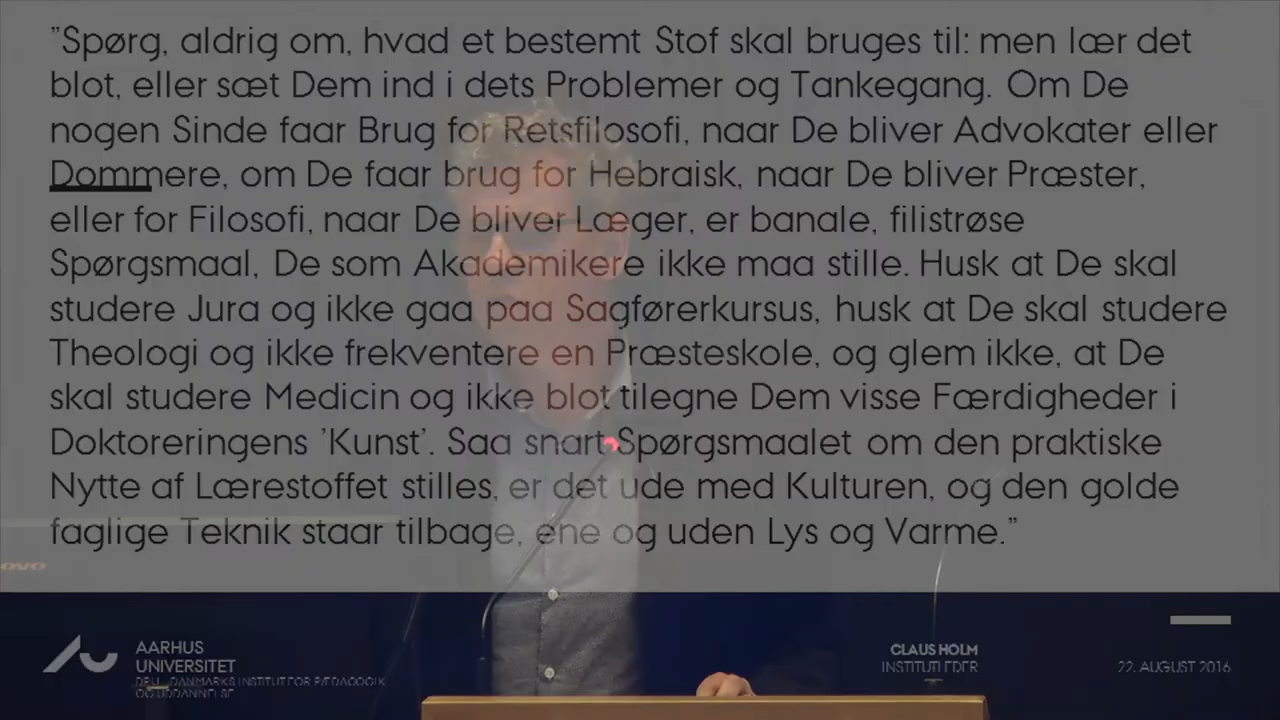 ”Spørg, aldrig om, hvad et bestemt Stof skal bruges til: men lær det
blot, eller sæt Dem ind i dets Problemer og Tankegang. Om De
nogen Sinde faar Brug for Retsfilosofi, naar De bliver Advokater eller
Dommere, om De faar brug for Hebraisk, naar De bliver Præster,
eller for Filosofi, naar De bliver Læger, er banale, filistrøse
Spørgsmaal, De som Akademikere ikke maa stille. Husk at De skal
studere Jura og ikke gaa paa Sagførerkursus, husk at De skal studere
Theologi og ikke frekventere en Præsteskole, og glem ikke, at De
skal studere Medicin og ikke blot tilegne Dem visse Færdigheder i
Doktoreringens ’Kunst’. Saa snart Spørgsmaalet om den praktiske
Nytte af Lærestoffet stilles, er det ude med Kulturen, og den golde
faglige Teknik staar tilbage, ene og uden Lys og Varme.”
AARHUS
UNIVERSITET
DANMARKS INSTITUT FOR PÆDAGOGIK
OG UDDANNELSE
CLAUS HOLM
INSTITUTLEDER
22. AUGUST 2016